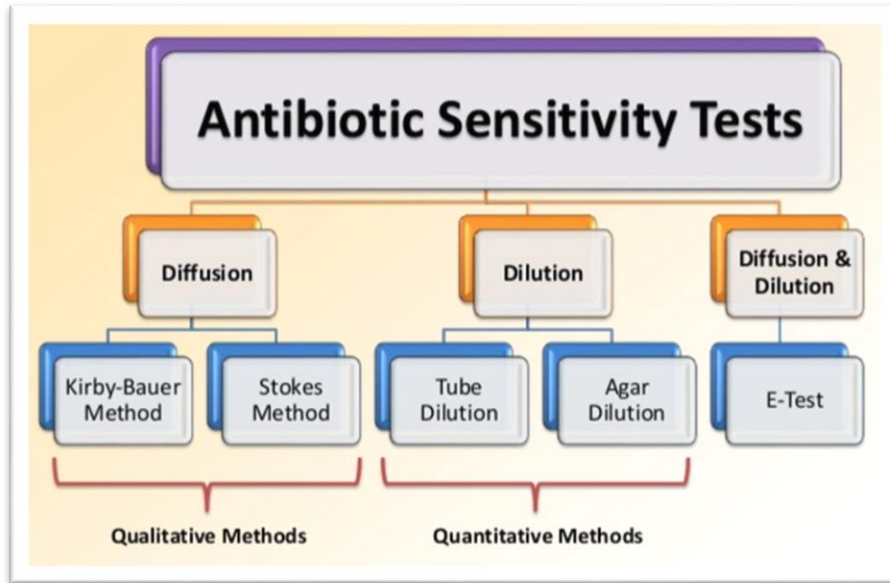 Antibiotic Sensitivity Tests
Diffusion
Dilution
Diffusion &
Dilution
Kirby-Bauer
Method
Stokes
Method
Tube
Dilution
Agar
Dilution
E-Test
Qualitative Methods
Quantitative Methods